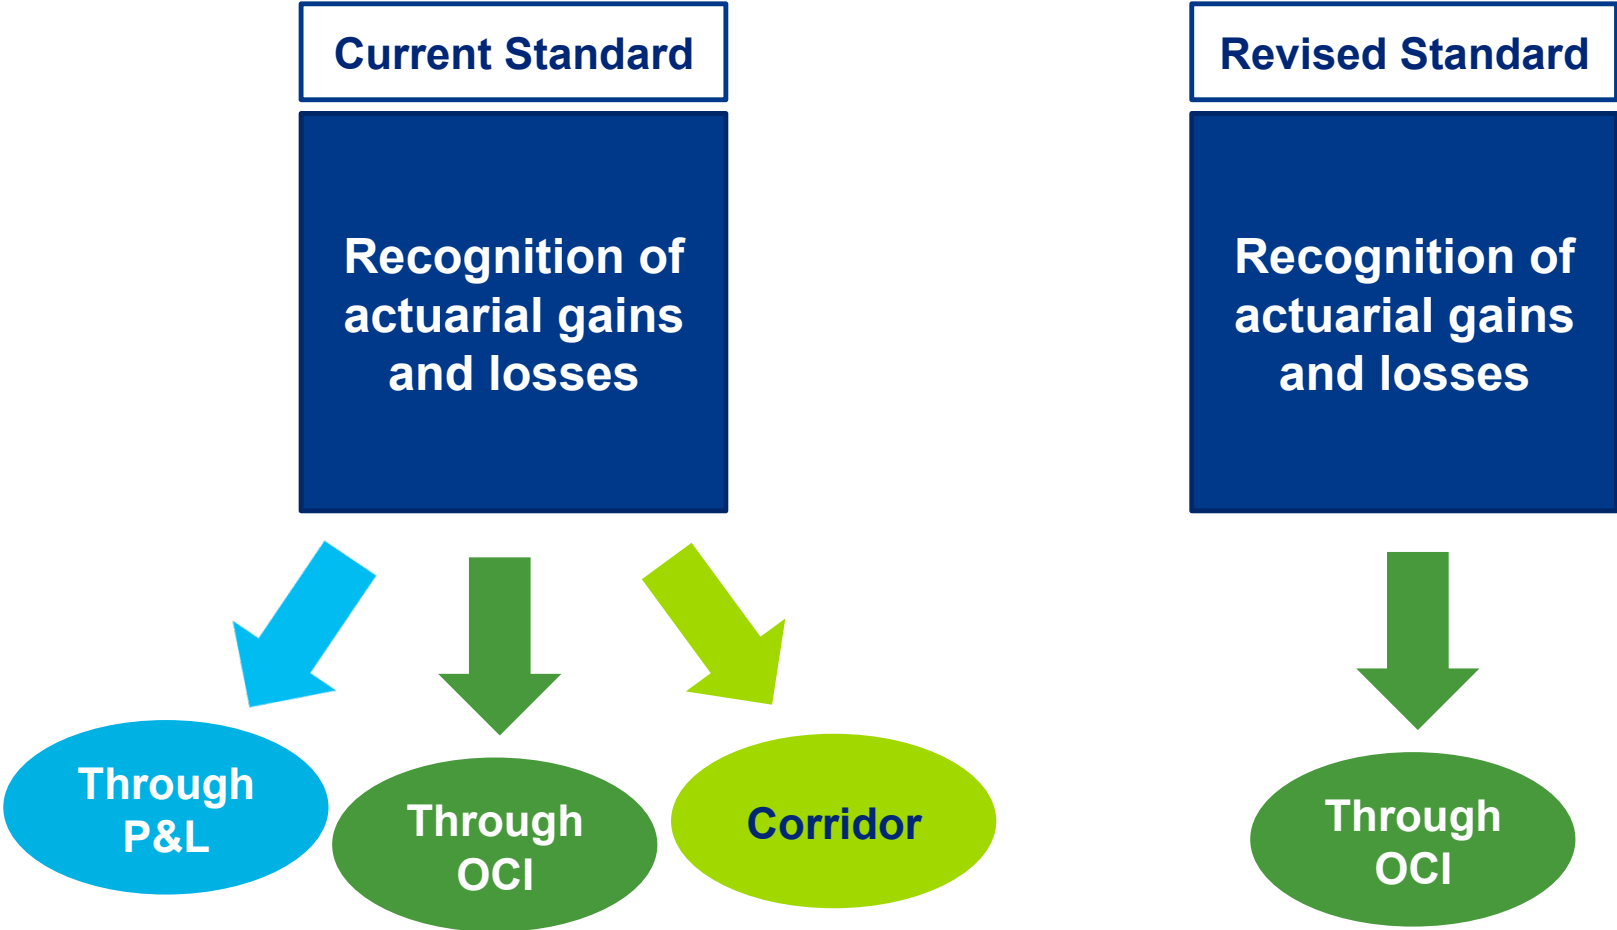 Current Standard
Recognition of
actuarial gains
and losses
Through
P&L
Through
OCI
Corridor
Revised Standard
Recognition of
actuarial gains
and losses
Through
OCI